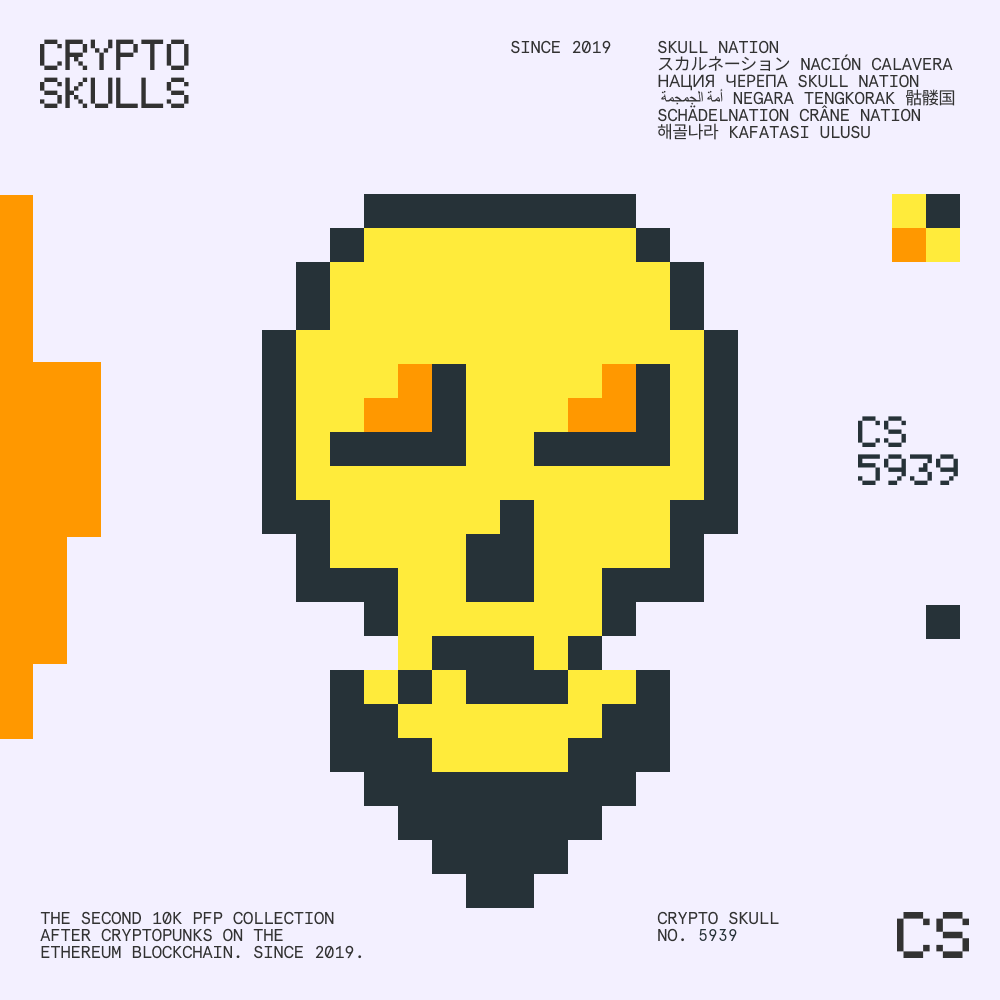 CRYPTO
SKULLS
SINCE 2019
SKULL NATION
スカルネーション NACIÓN CALAVERA
НАЦИЯ ЧЕРЕПА SKULL NATION
أمة الجمجمة NEGARA TENGKORAK 骷髅国
SCHÄDELNATION CRÂNE NATION
해골나라 KAFATASI ULUSU
CS
5939
THE SECOND 10K PFP COLLECTION
AFTER CRYPTOPUNKS ON THE
ETHEREUM BLOCKCHAIN. SINCE 2019.
CRYPTO SKULL
NO. 5939
CS